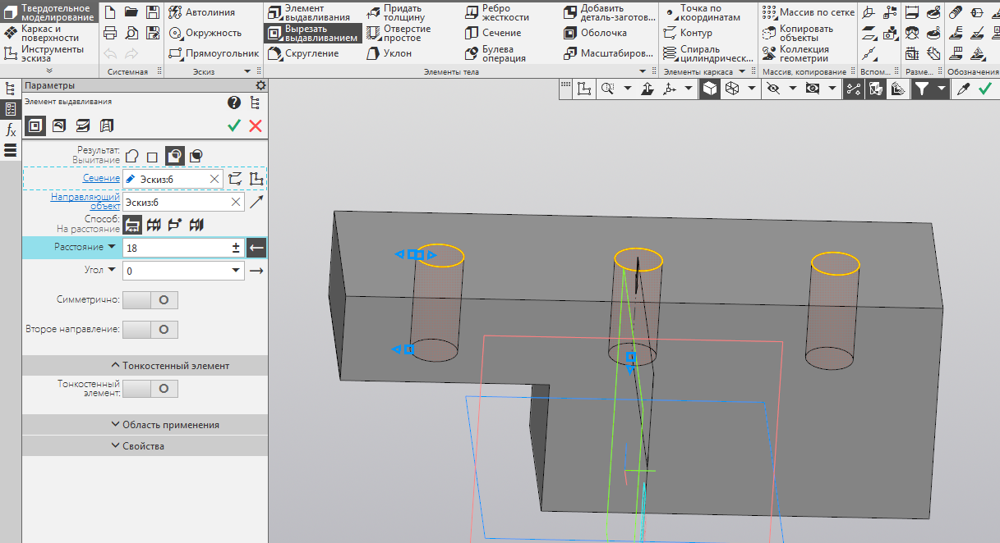 Твердотельное
моделирование
Каркас и
поверхности
Инструменты
эскиза
Системная
Автолиния
Окружность
Прямоугольник
Эскиз
Элемент
выдавливания
Вырезать
выдавливанием
Скругление
Придать
толщину
Отверстие
простое
Уклон
Ребро
жесткости
Сечение
Булева
операция
Добавить
деталь-заготов...
Оболочка
Масштабиров...
Элементы тела
Точка по
координатам
Контур
Спираль
цилиндрическ...
Элементы каркаса
Массив по сетке
Копировать
объекты
Коллекция
геометрии
Массив, копирование
Вспом...
Разме...
Обозначения
Параметры
Элемент выдавливания
Результат:
Вычитание
Сечение
Эскиз:6
Направляющий
объект
Эскиз:6
Способ:
На расстояние
Расстояние
18
Угол
0
Симметрично:
Второе направление:
Тонкостенный элемент
Тонкостенный
элемент:
Область применения
Свойства